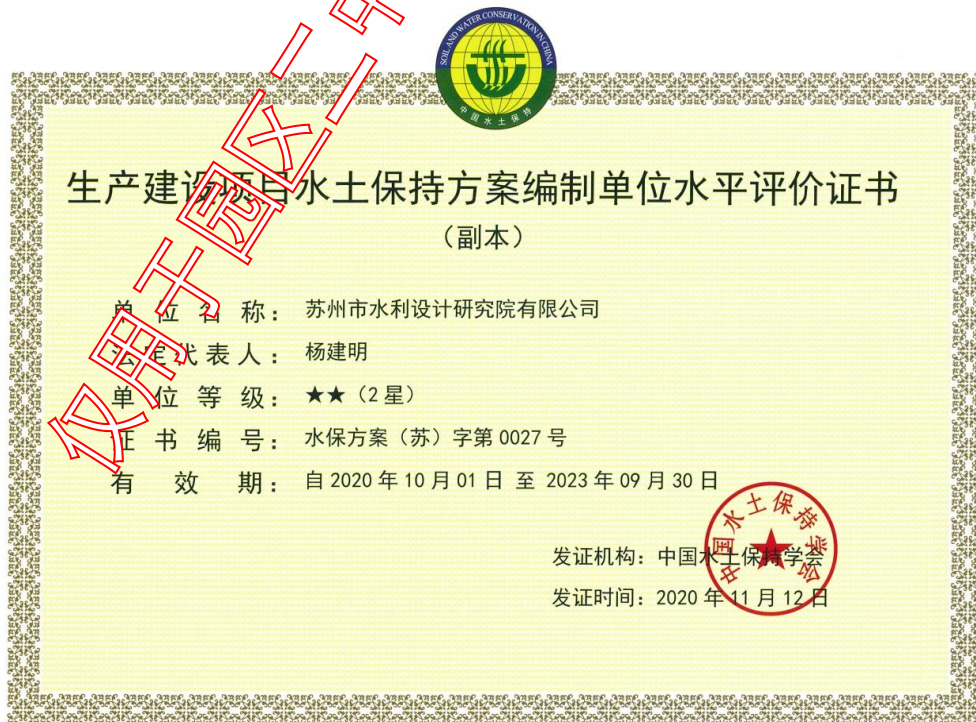 SOIL AND WATER CONSERVATION IN CHINA
中国水土保持
生产建设项目水土保持方案编制单位水平评价证书
（副本）
单位名称：苏州市水利设计研究院有限公司
法定代表人：杨建明
单位等级：★★（2星）
证书编号：水保方案（苏）字第0027号
有效期：自2020年10月01日 至 2023年09月30日
发证机构：中国水土保持学会
发证时间：2020年11月12日
中国水土保持学会
仅用于园区二